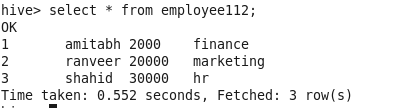 hive> select * from employee112;
OK
1 amitabh 2000 finance
2 ranveer 20000 marketing
3 shahid 30000 hr
Time taken: 0.552 seconds, Fetched: 3 row(s)